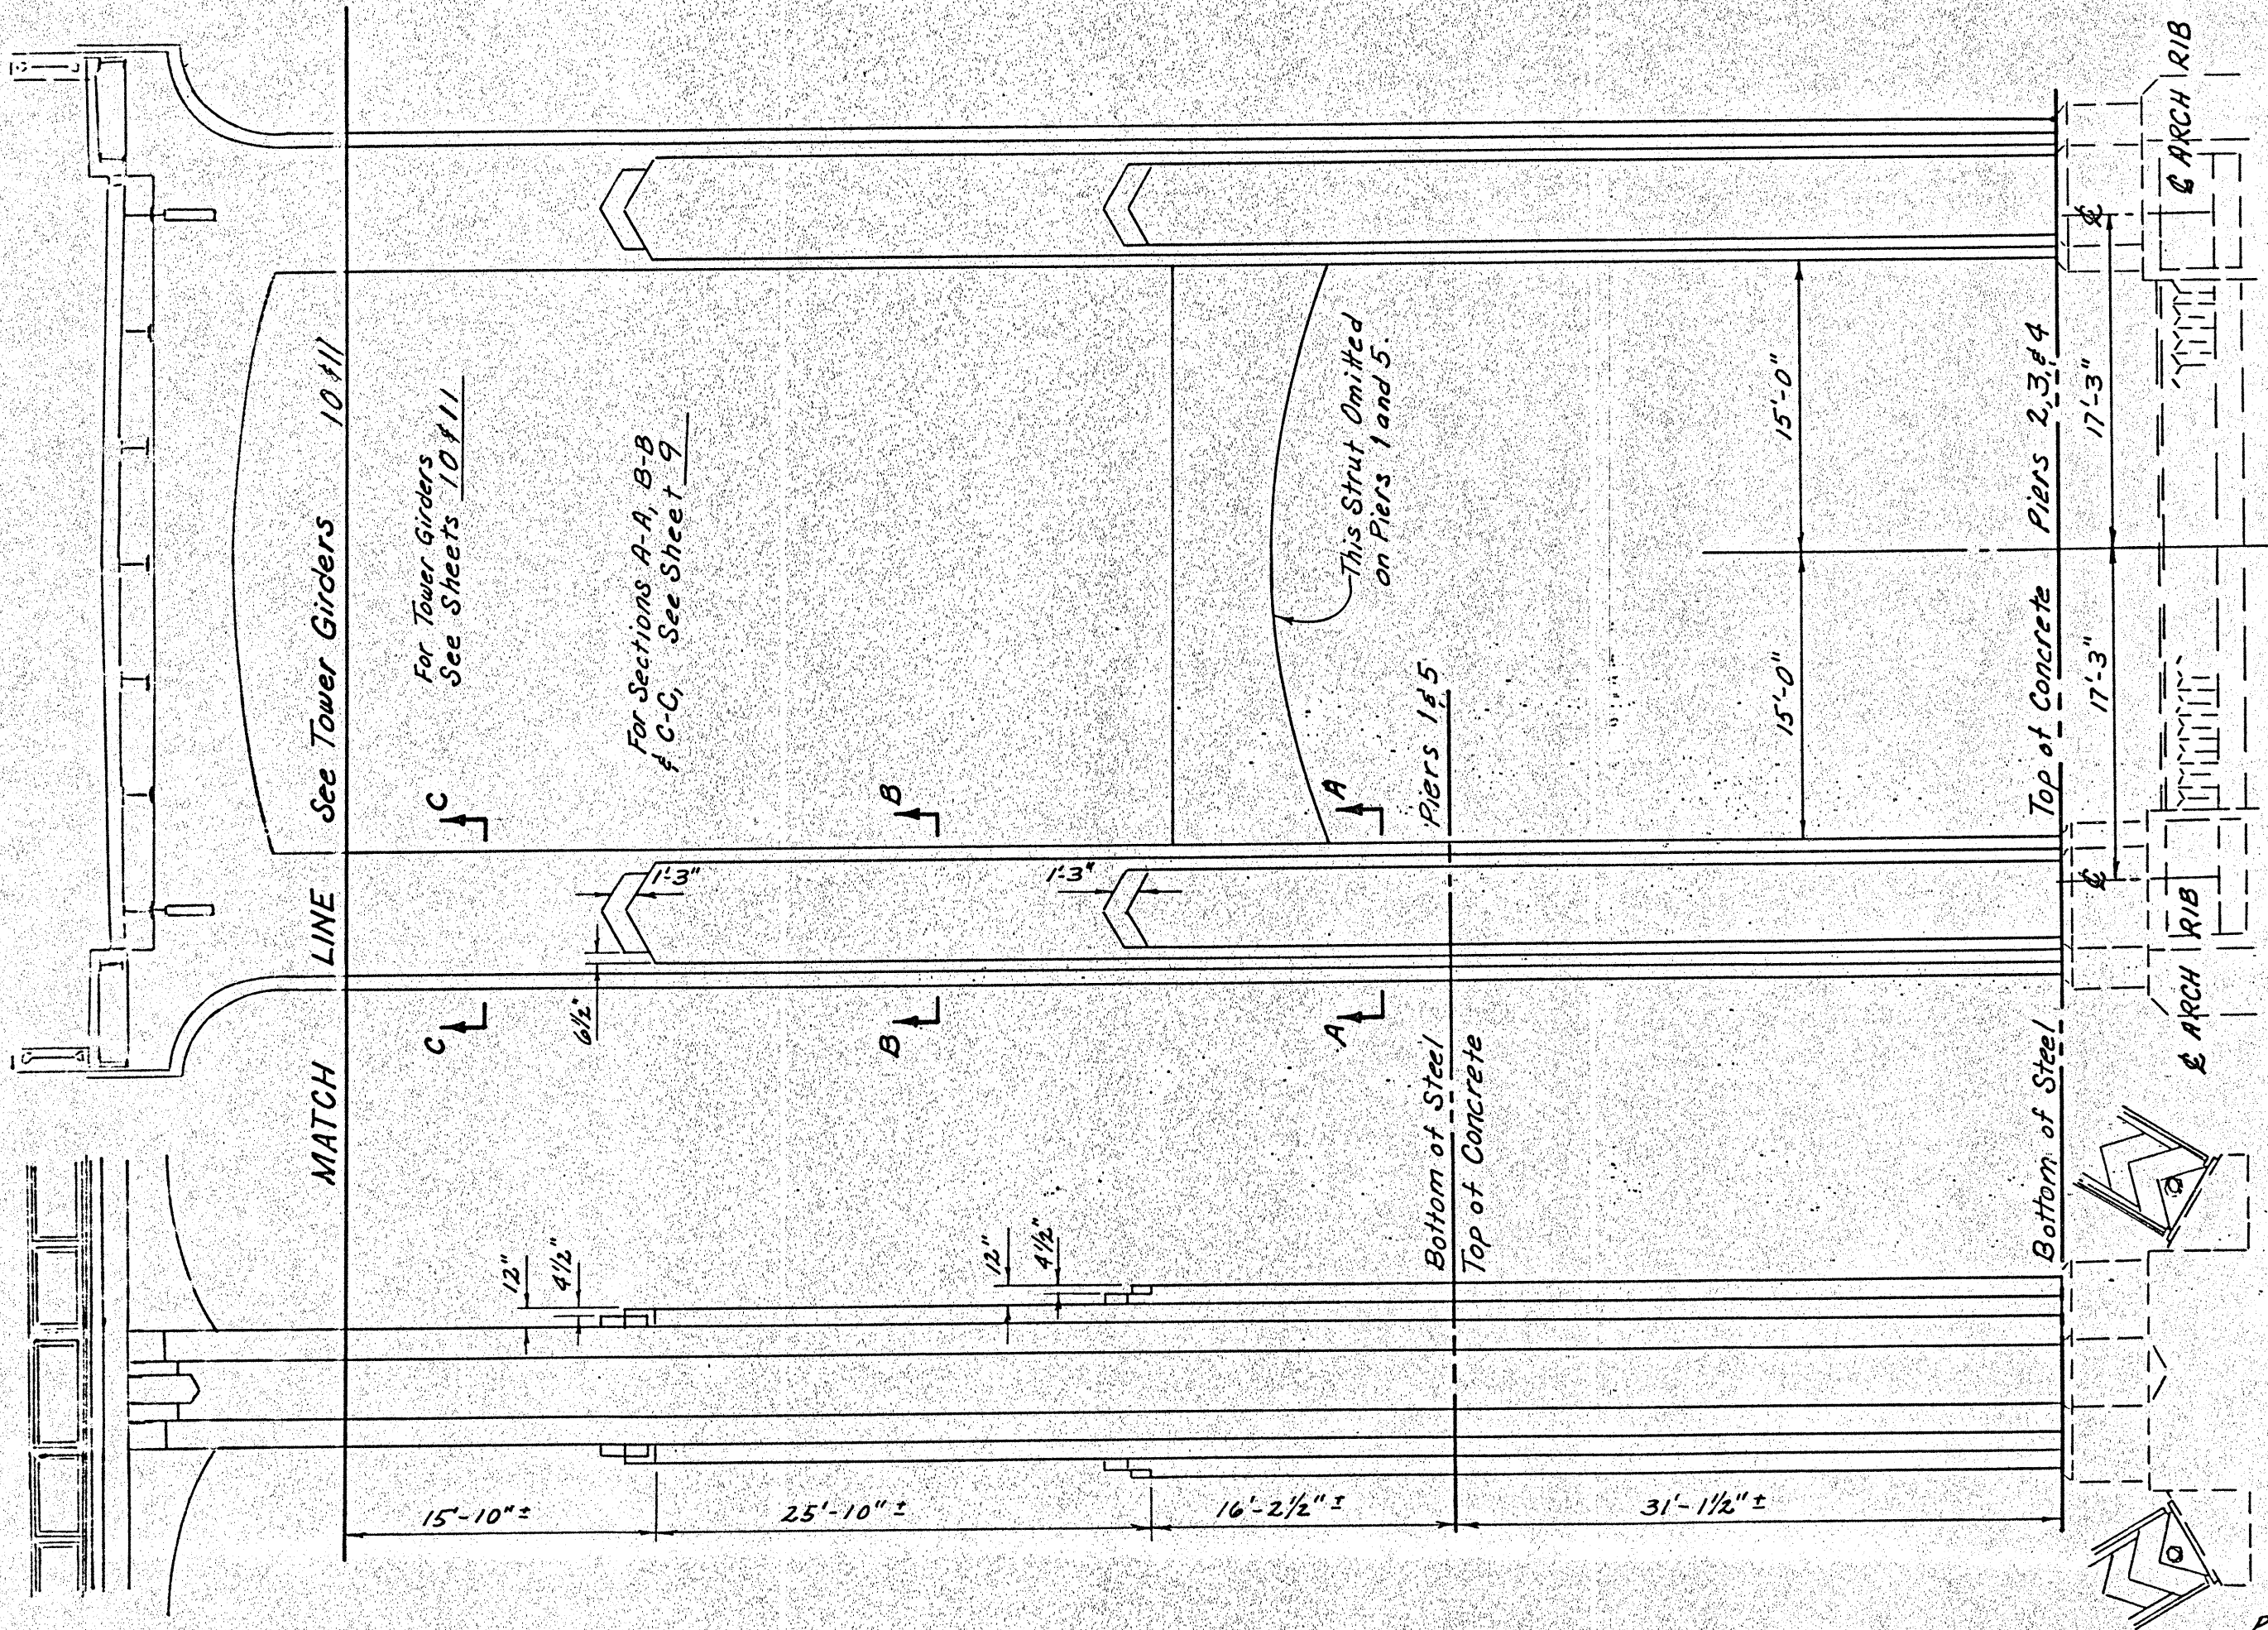 MATCH LINE See Tower Girders 10 & 11
For Tower Girders
See Sheets 10 & 11
For Sections A-A, B-B
& C-C, See Sheet 9
C
C
B
B
A
A
1'-3"
1'-3"
6½"
12"
4½"
12"
4½"
This Strut Omitted
on Piers 1 and 5.
Bottom of Steel Piers 1 & 5
Top of Concrete
15'-0"
15'-0"
Bottom of Steel Top of Concrete Piers 2, 3, & 4
17'-3"
17'-3"
℄
℄
℄ ARCH RIB
℄ ARCH RIB
15'-10" ±
25'-10" ±
16'-2½" ±
31'-1½" ±